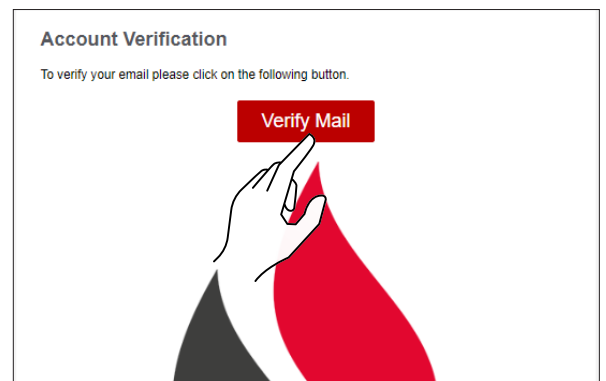 Account Verification
To verify your email please click on the following button.
Verify Mail